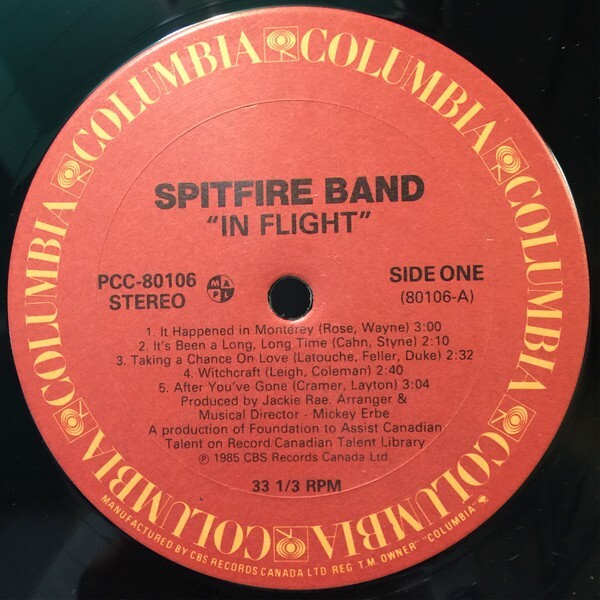 COLUMBIA COLUMBIA COLUMBIA COLUMBIA COLUMBIA COLUMBIA COLUMBIA COLUMBIA
SPITFIRE BAND
"IN FLIGHT"
PCC-80106
STEREO
M A P L
SIDE ONE
(80106-A)
1. It Happened in Monterey (Rose, Wayne) 3:00
2. It's Been a Long, Long Time (Cahn, Styne) 2:10
3. Taking a Chance On Love (Latouche, Feller, Duke) 2:32
4. Witchcraft (Leigh, Coleman) 2:40
5. After You've Gone (Cramer, Layton) 3:04
Produced by Jackie Rae. Arranger &
Musical Director - Mickey Erbe
A production of Foundation to Assist Canadian
Talent on Record/Canadian Talent Library
℗ 1985 CBS Records Canada Ltd.
33 1/3 RPM
MANUFACTURED BY CBS RECORDS CANADA LTD REG T.M. OWNER "COLUMBIA"